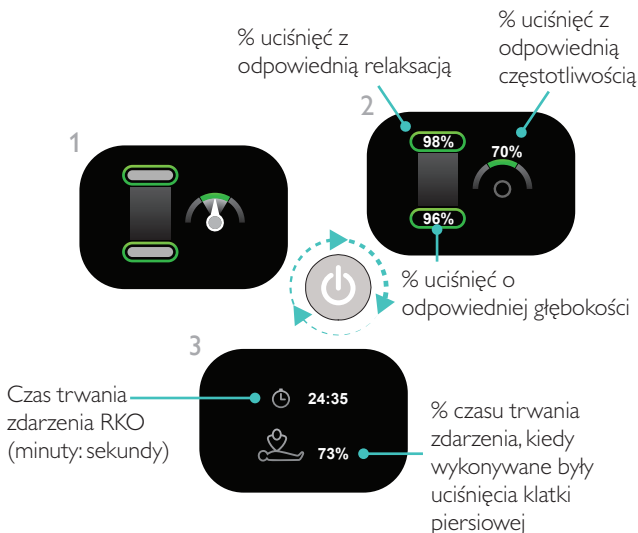 % uciśnięć z
odpowiednią relaksacją
% uciśnięć z
odpowiednią
częstotliwością
1
2
98%
70%
96%
% uciśnięć o
odpowiedniej głębokości
3
Czas trwania
zdarzenia RKO
(minuty: sekundy)
24:35
73%
% czasu trwania
zdarzenia, kiedy
wykonywane były
uciśnięcia klatki
piersiowej